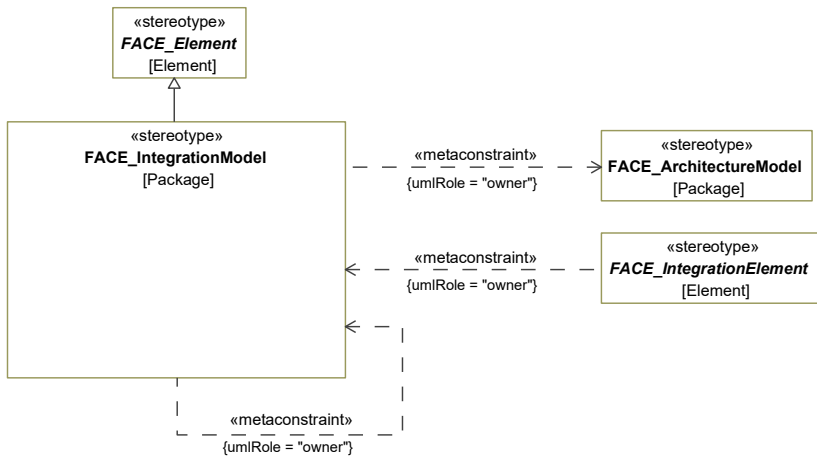 «stereotype»
FACE_Element
[Element]
«stereotype»
FACE_IntegrationModel
[Package]
«metaconstraint»
{umlRole = "owner"}
«stereotype»
FACE_ArchitectureModel
[Package]
«metaconstraint»
{umlRole = "owner"}
«stereotype»
FACE_IntegrationElement
[Element]
«metaconstraint»
{umlRole = "owner"}